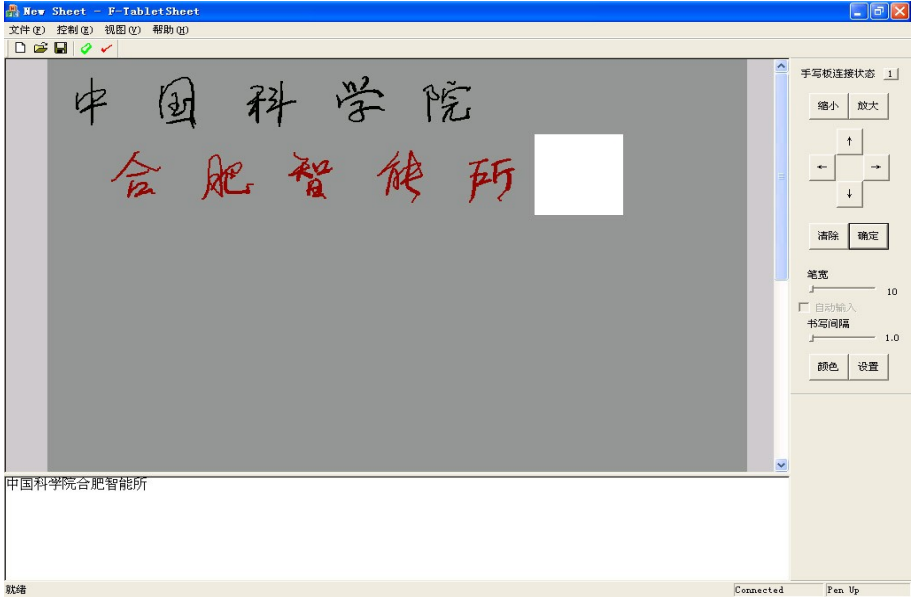 New Sheet - F-TabletSheet
文件(F) 控制(E) 视图(V) 帮助(H)
手写板连接状态 1
缩小 放大
↑
← →
↓
清除 确定
笔宽
10
自动输入
书写间隔
1.0
颜色 设置
中国科学院
合肥智能所
中国科学院合肥智能所
就绪 Connected Pen Up